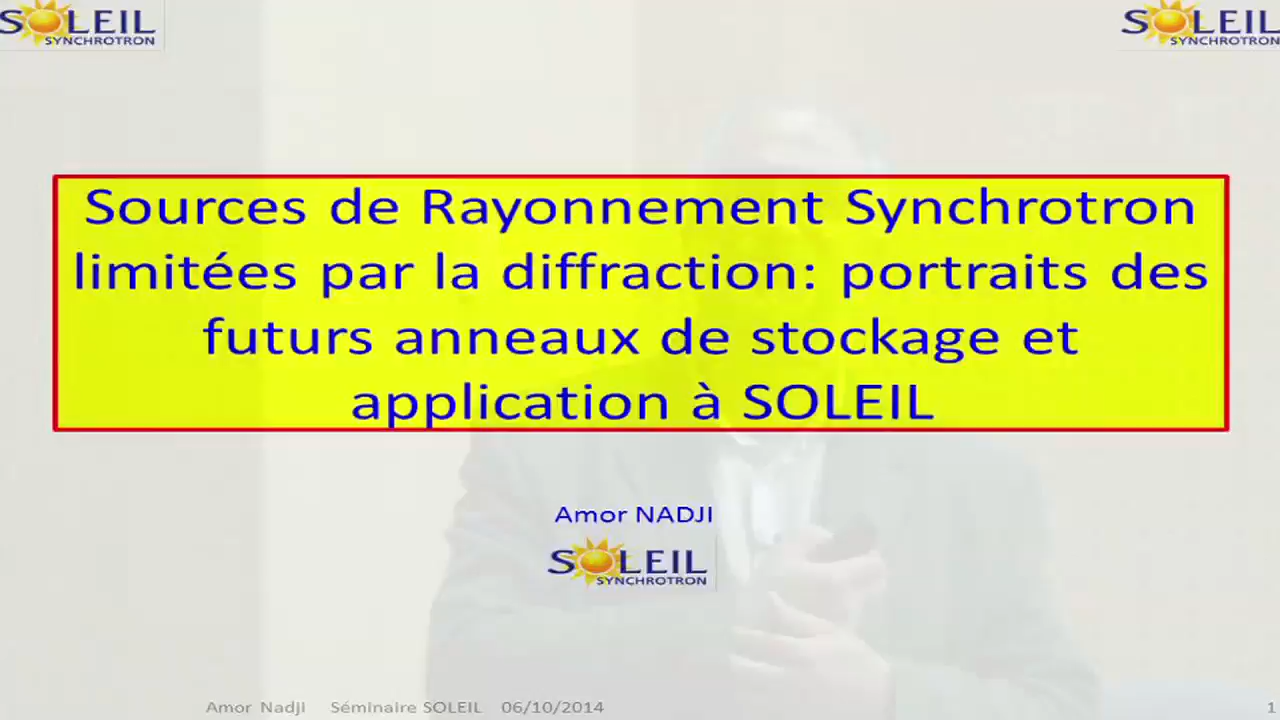 SOLEIL
SYNCHROTRON
SOLEIL
SYNCHROTRON
Sources de Rayonnement Synchrotron
limitées par la diffraction: portraits des
futurs anneaux de stockage et
application à SOLEIL
Amor NADJI
SOLEIL
SYNCHROTRON
Amor NadjI Séminaire SOLEIL 06/10/2014 1